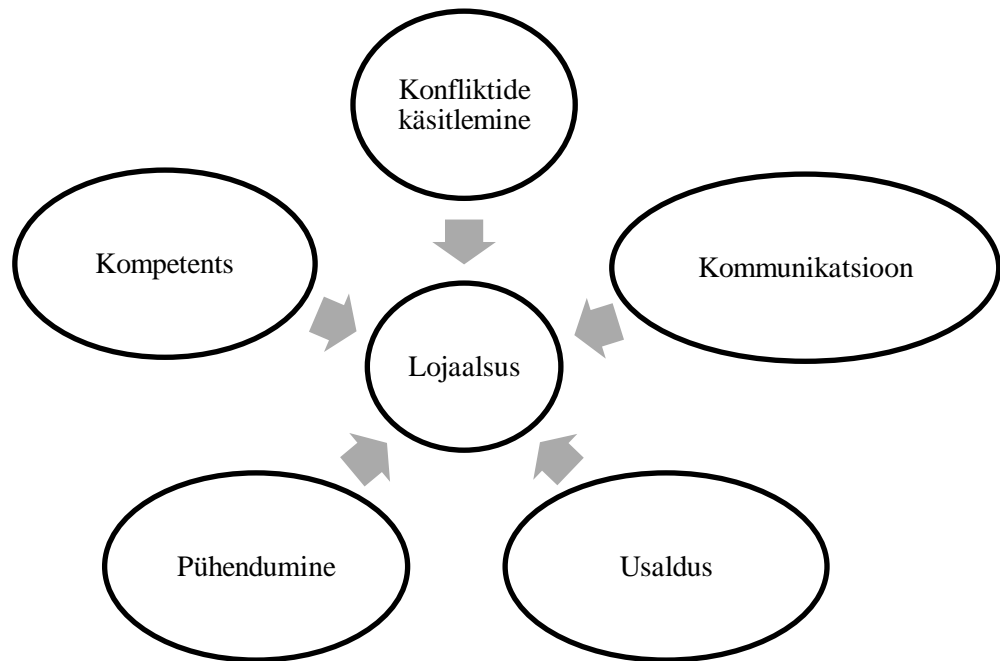 Konfliktide
käsitlemine
Kompetents
Kommunikatsioon
Lojaalsus
Pühendumine
Usaldus